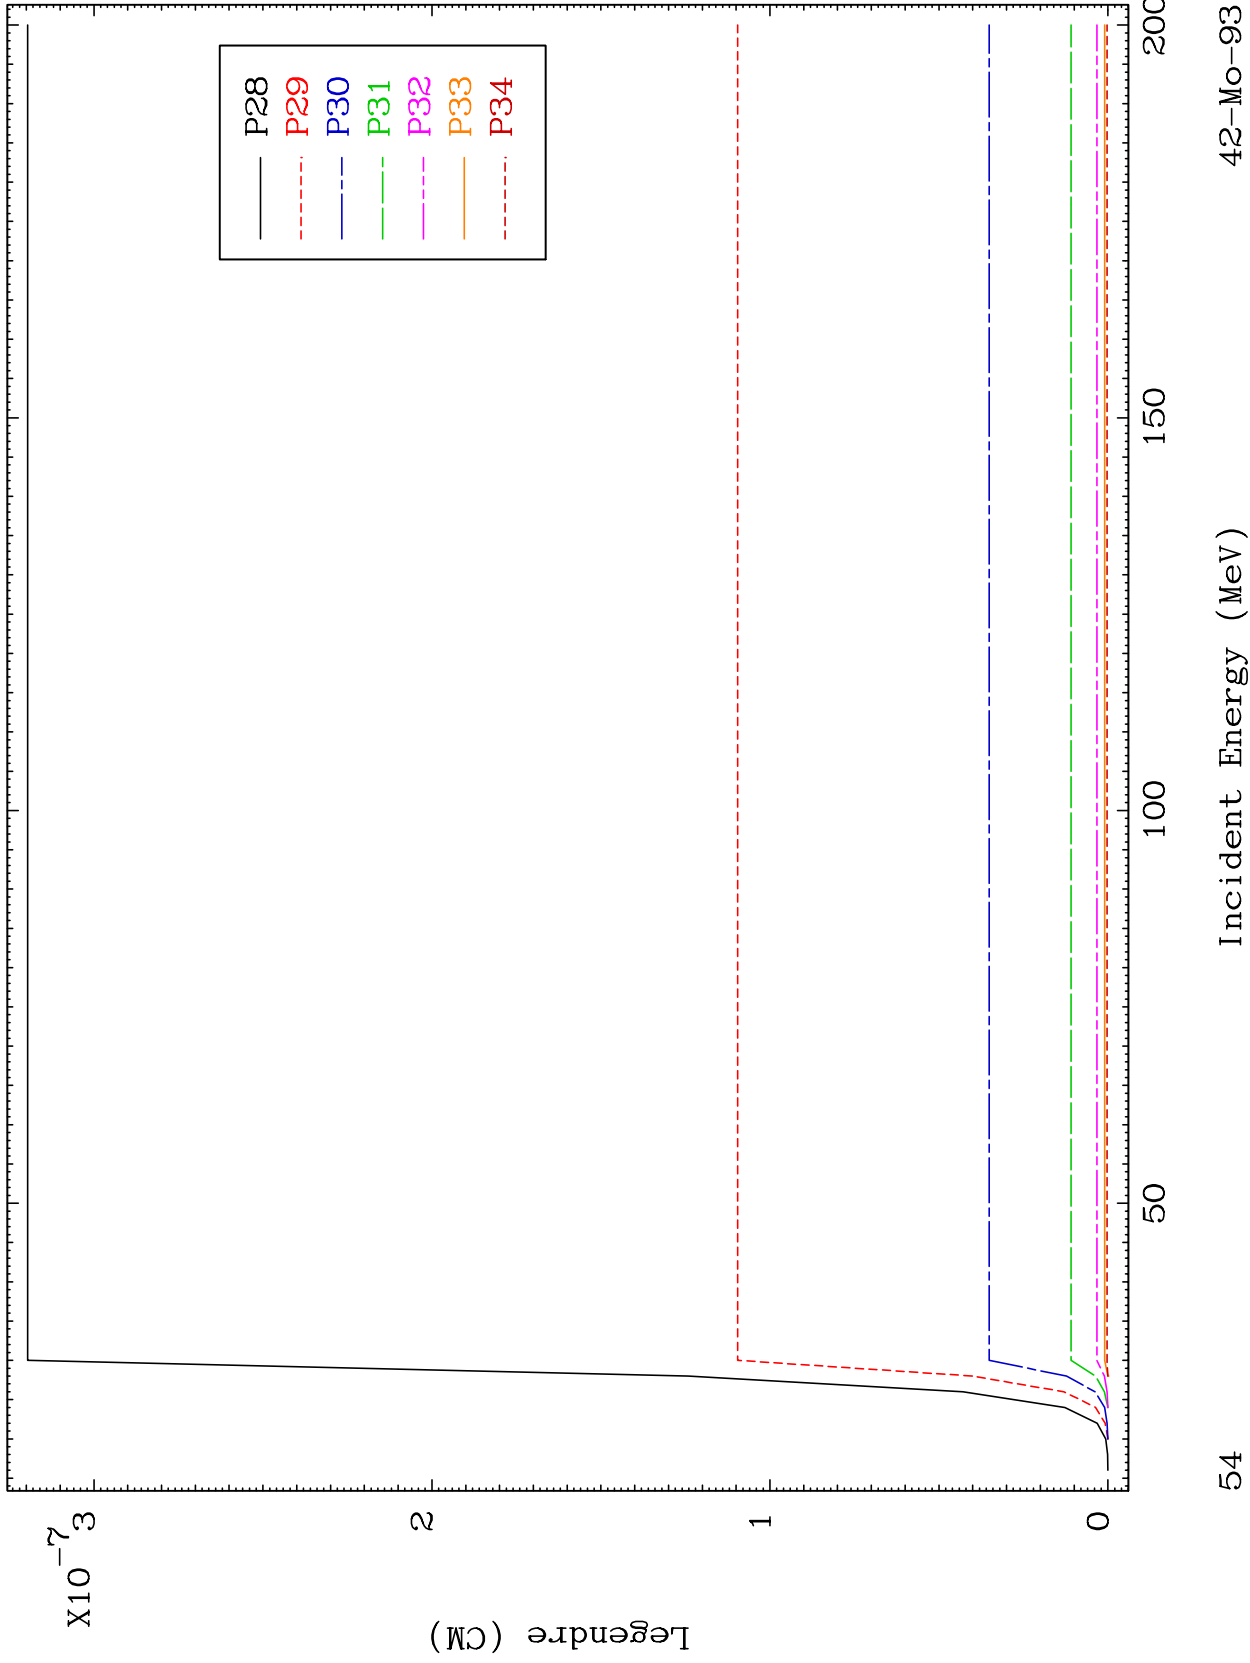 X10-7
3
2
1
0
Legendre (CM)
P28
P29
P30
P31
P32
P33
P34
50
100
150
200
Incident Energy (MeV)
54
42-Mo-93